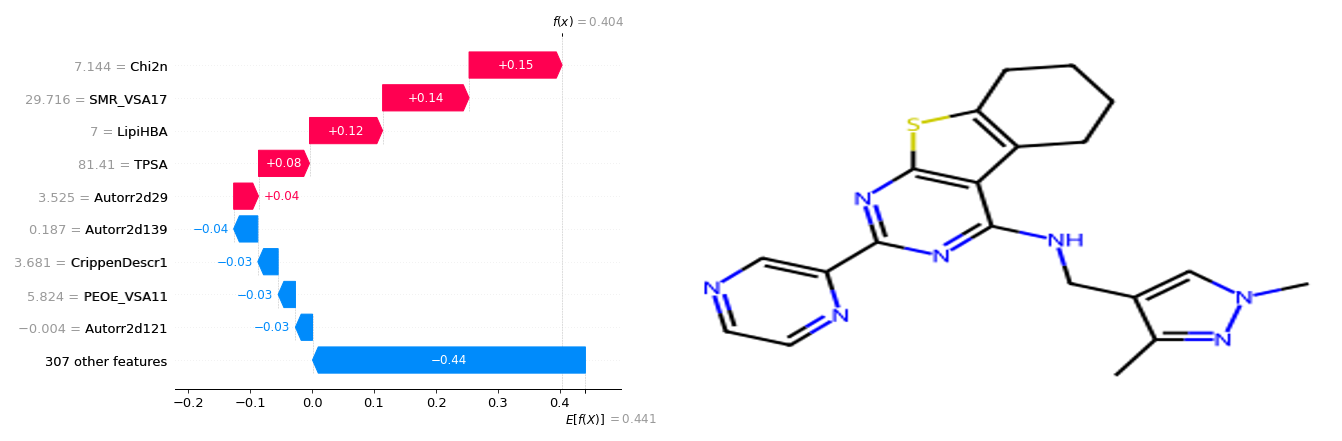 f(x) = 0.404
7.144 = Chi2n
+0.15
29.716 = SMR_VSA17
+0.14
7 = LipiHBA
+0.12
81.41 = TPSA
+0.08
3.525 = Autorr2d29
+0.04
0.187 = Autorr2d139
−0.04
3.681 = CrippenDescr1
−0.03
5.824 = PEOE_VSA11
−0.03
−0.004 = Autorr2d121
−0.03
307 other features
−0.44
−0.2 −0.1 0.0 0.1 0.2 0.3 0.4
E[f(X)] = 0.441
S
N
N
NH
N
N
N
N
N